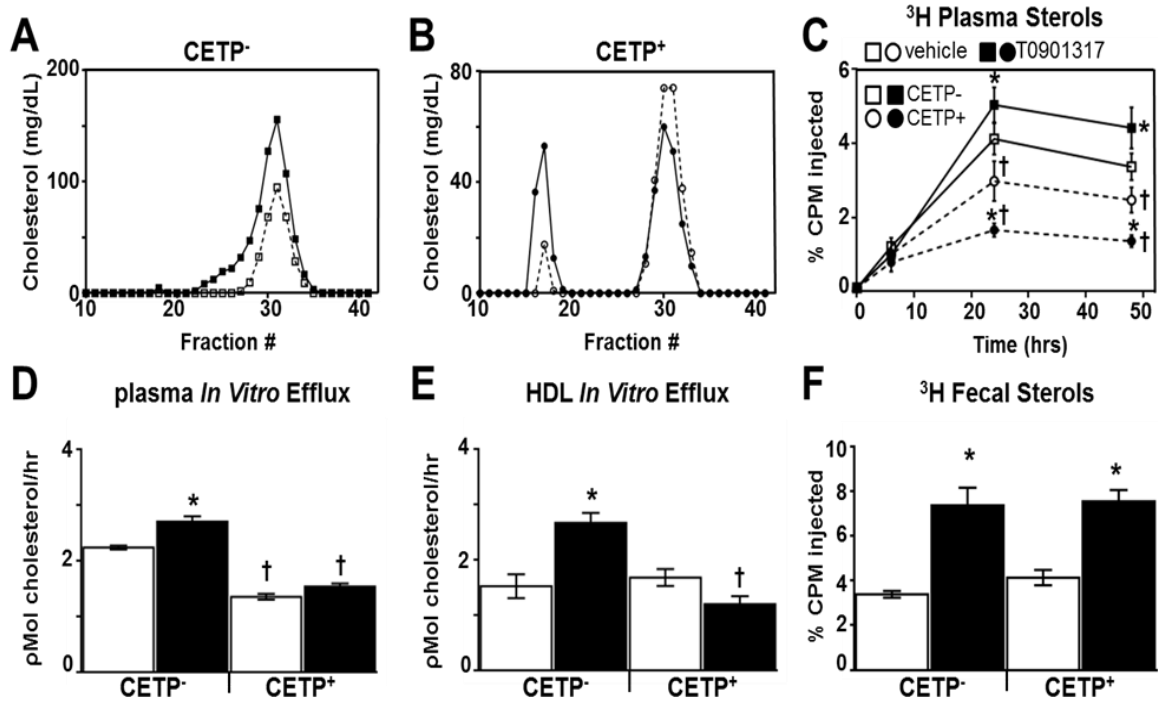 A
CETP⁻
Cholesterol (mg/dL)
200
100
0
10 20 30 40
Fraction #
B
CETP⁺
Cholesterol (mg/dL)
80
40
0
10 20 30 40
Fraction #
C
³H Plasma Sterols
□○vehicle ■●T0901317
□■CETP-
○●CETP+
% CPM injected
6
4
2
0
0 10 20 30 40 50
Time (hrs)
*
*
†
†
*†
*
†
D
plasma In Vitro Efflux
ρMol cholesterol/hr
4
2
0
*
†
†
CETP⁻ CETP⁺
E
HDL In Vitro Efflux
ρMol cholesterol/hr
4
2
0
*
†
CETP⁻ CETP⁺
F
³H Fecal Sterols
% CPM injected
10
8
6
4
2
0
*
*
CETP⁻ CETP⁺